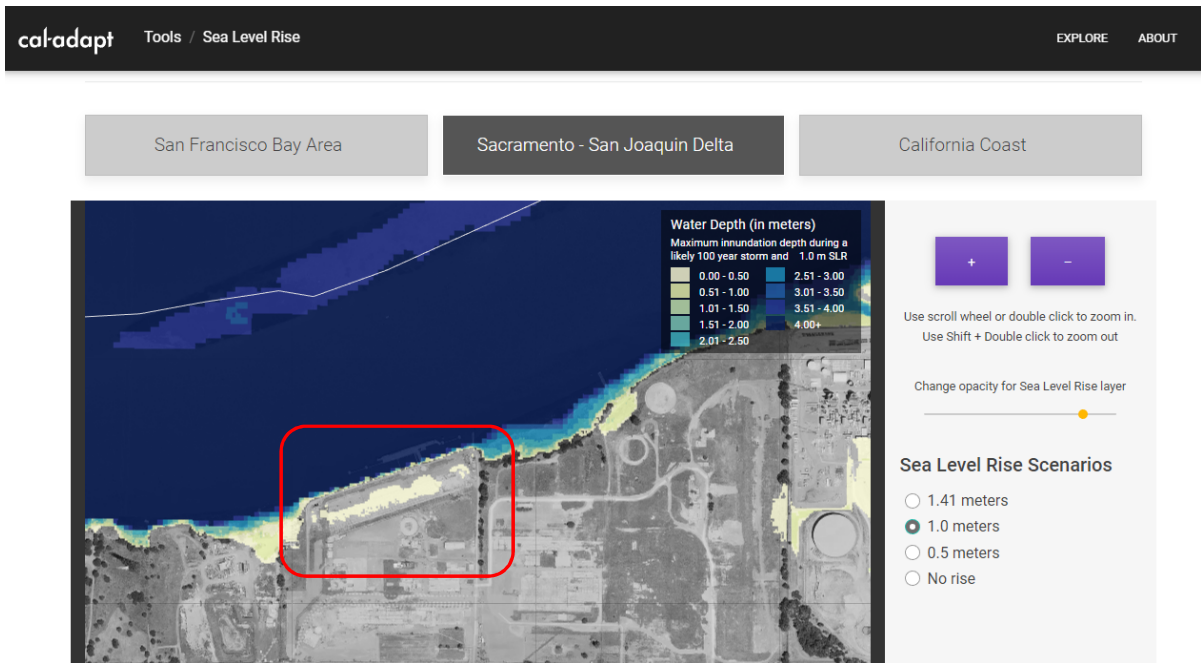 cal-adapt Tools / Sea Level Rise EXPLORE ABOUT
San Francisco Bay Area
Sacramento - San Joaquin Delta
California Coast
Water Depth (in meters)
Maximum innundation depth during a
likely 100 year storm and 1.0 m SLR
0.00 - 0.50 2.51 - 3.00
0.51 - 1.00 3.01 - 3.50
1.01 - 1.50 3.51 - 4.00
1.51 - 2.00 4.00+
2.01 - 2.50
+ −
Use scroll wheel or double click to zoom in.
Use Shift + Double click to zoom out
Change opacity for Sea Level Rise layer
Sea Level Rise Scenarios
1.41 meters
1.0 meters
0.5 meters
No rise